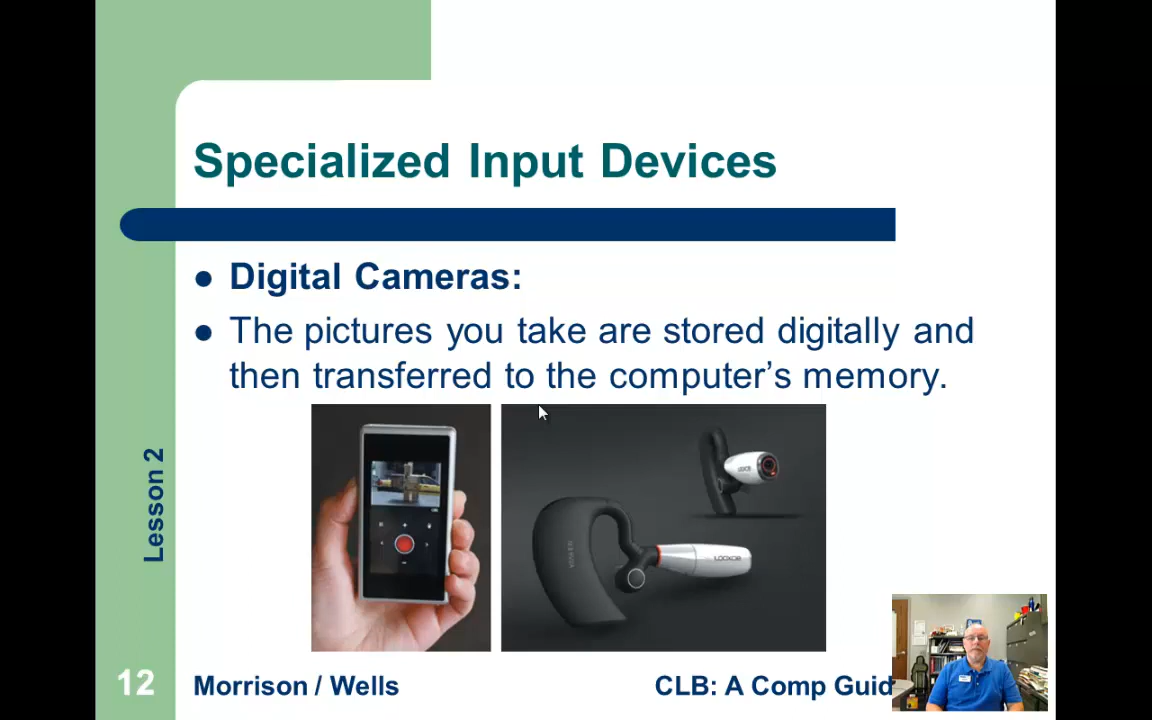 Specialized Input Devices
Digital Cameras:
The pictures you take are stored digitally and
then transferred to the computer's memory.
LOOXCIE
Lesson 2
12
Morrison / Wells
CLB: A Comp Guid